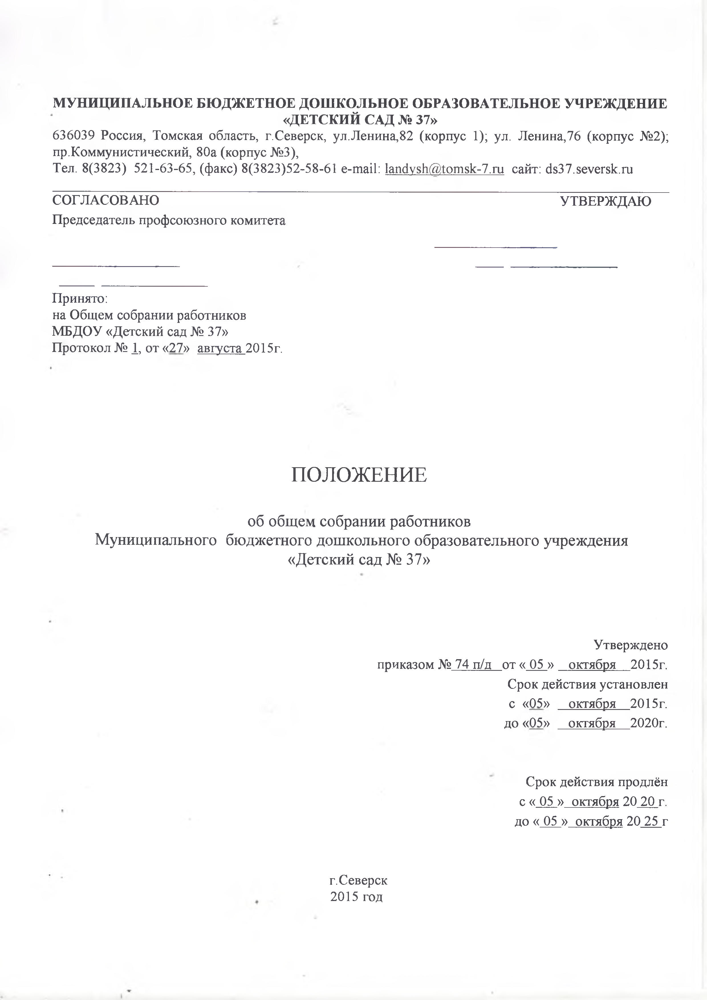 МУНИЦИПАЛЬНОЕ БЮДЖЕТНОЕ ДОШКОЛЬНОЕ ОБРАЗОВАТЕЛЬНОЕ УЧРЕЖДЕНИЕ
«ДЕТСКИЙ САД № 37»
636039 Россия, Томская область, г.Северск, ул.Ленина,82 (корпус 1); ул. Ленина,76 (корпус №2);
пр.Коммунистический, 80а (корпус №3),
Тел. 8(3823) 521-63-65, (факс) 8(3823)52-58-61 e-mail: landysh@tomsk-7.ru сайт: ds37.seversk.ru
СОГЛАСОВАНО УТВЕРЖДАЮ
Председатель профсоюзного комитета
Принято:
на Общем собрании работников
МБДОУ «Детский сад № 37»
Протокол № 1, от «27» августа 2015г.
ПОЛОЖЕНИЕ
об общем собрании работников
Муниципального бюджетного дошкольного образовательного учреждения
«Детский сад № 37»
Утверждено
приказом № 74 п/д от « 05 » октября 2015г.
Срок действия установлен
с «05» октября 2015г.
до «05» октября 2020г.
Срок действия продлён
с « 05 » октября 20 20 г.
до « 05 » октября 20 25 г
г.Северск
2015 год